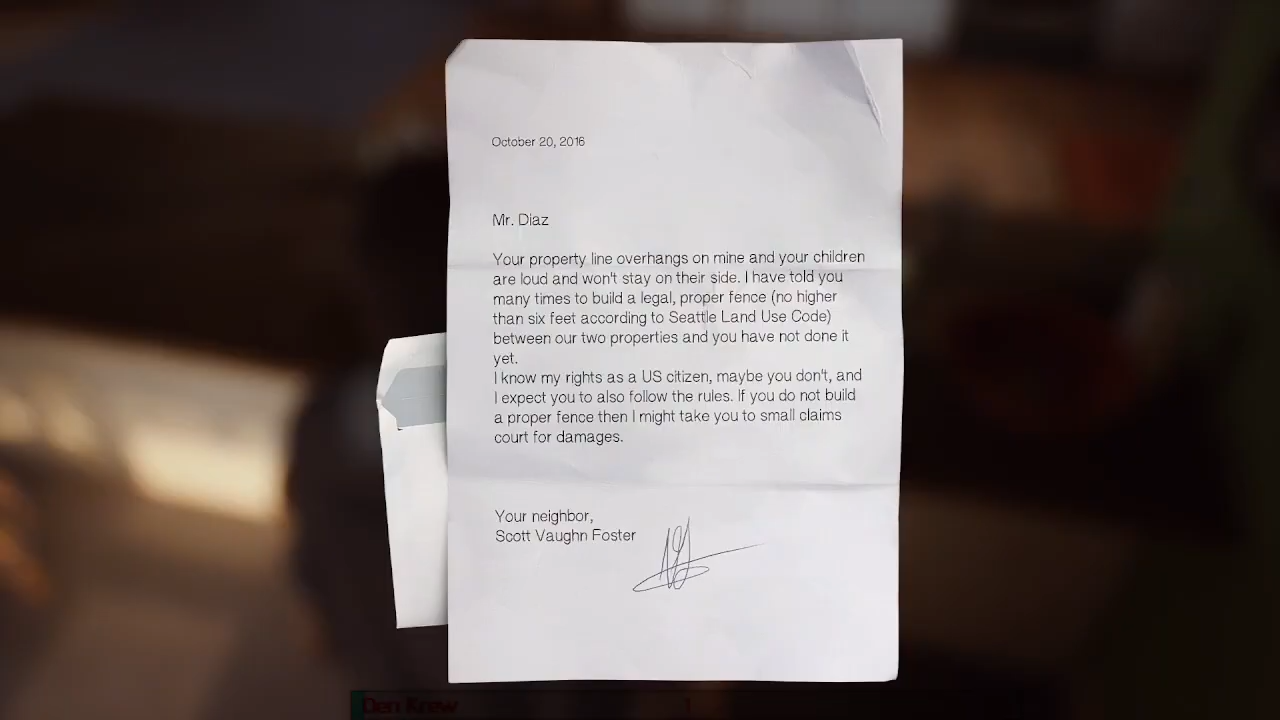 October 20, 2016
Mr. Diaz
Your property line overhangs on mine and your children
are loud and won't stay on their side. I have told you
many times to build a legal, proper fence (no higher
than six feet according to Seattle Land Use Code)
between our two properties and you have not done it
yet.
I know my rights as a US citizen, maybe you don't, and
I expect you to also follow the rules. If you do not build
a proper fence then I might take you to small claims
court for damages.
Your neighbor,
Scott Vaughn Foster
Den Krew